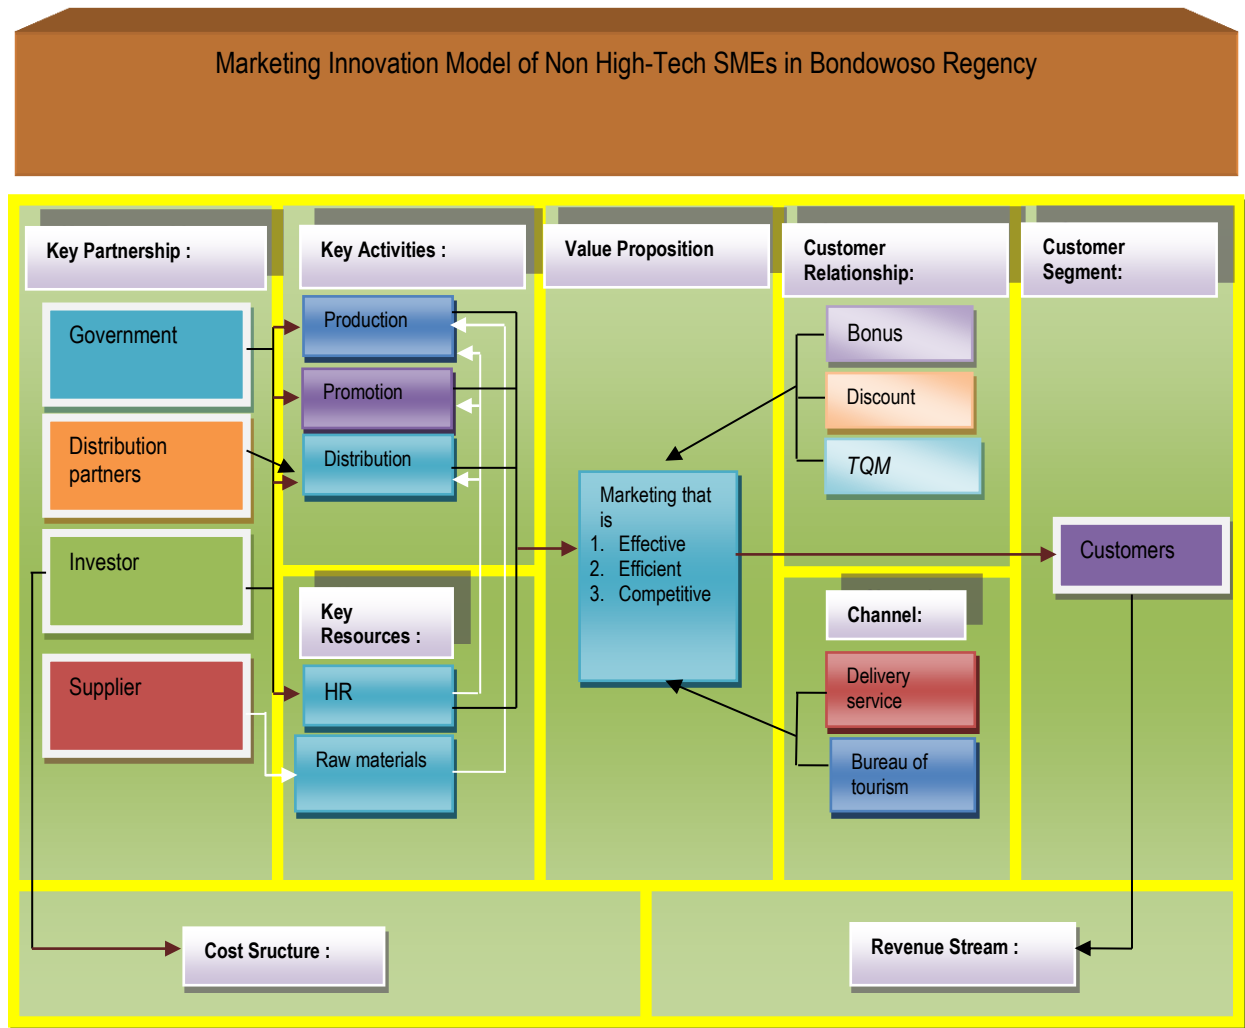 Marketing Innovation Model of Non High-Tech SMEs in Bondowoso Regency
Key Partnership :
Government
Distribution
partners
Investor
Supplier
Key Activities :
Production
Promotion
Distribution
Key
Resources :
HR
Raw materials
Value Proposition
Marketing that
is
1. Effective
2. Efficient
3. Competitive
Customer
Relationship:
Bonus
Discount
TQM
Channel:
Delivery
service
Bureau of
tourism
Customer
Segment:
Customers
Cost Sructure :
Revenue Stream :